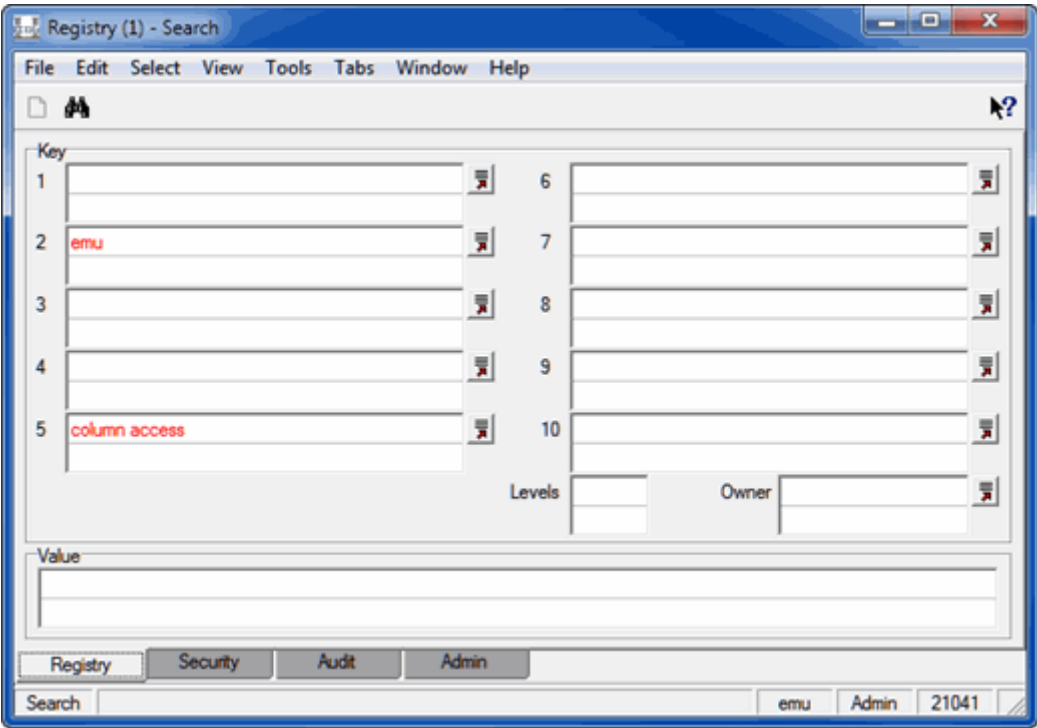 Registry (1) - Search
File Edit Select View Tools Tabs Window Help
Key
1 6
2 emu 7
3 8
4 9
5 column access 10
Levels Owner
Value
Registry Security Audit Admin
Search emu Admin 21041